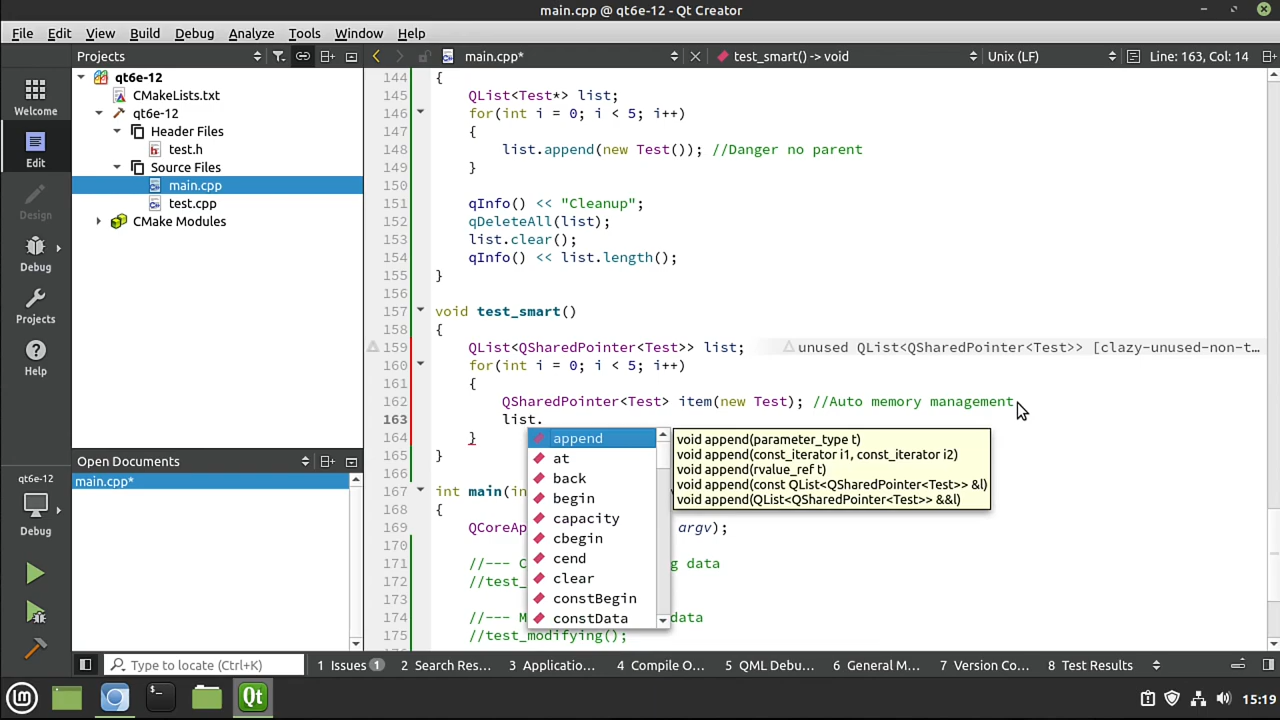 main.cpp @ qt6e-12 - Qt Creator
File Edit View Build Debug Analyze Tools Window Help
Projects
main.cpp*
test_smart() -> void
Unix (LF)
Line: 163, Col: 14
Welcome
Edit
Design
Debug
Projects
Help
qt6e-12
Debug
qt6e-12
CMakeLists.txt
qt6e-12
Header Files
test.h
Source Files
main.cpp
test.cpp
CMake Modules
Open Documents
main.cpp*
144 {
145 QList<Test*> list;
146 for(int i = 0; i < 5; i++)
147 {
148 list.append(new Test()); //Danger no parent
149 }
150
151 qInfo() << "Cleanup";
152 qDeleteAll(list);
153 list.clear();
154 qInfo() << list.length();
155 }
156
157 void test_smart()
158 {
159 QList<QSharedPointer<Test>> list; unused QList<QSharedPointer<Test>> [clazy-unused-non-t…
160 for(int i = 0; i < 5; i++)
161 {
162 QSharedPointer<Test> item(new Test); //Auto memory management
163 list.
164 }
165 }
166
167 int main(in
168 {
169 QCoreAp argv);
170
171 //--- C g data
172 //test_
173
174 //--- M data
175 //test_modifying();
append
at
back
begin
capacity
cbegin
cend
clear
constBegin
constData
void append(parameter_type t)
void append(const_iterator i1, const_iterator i2)
void append(rvalue_ref t)
void append(const QList<QSharedPointer<Test>> &l)
void append(QList<QSharedPointer<Test>> &&l)
Type to locate (Ctrl+K)
1 Issues 1
2 Search Res...
3 Applicatio...
4 Compile O...
5 QML Debu...
6 General M...
7 Version Co...
8 Test Results
15:19